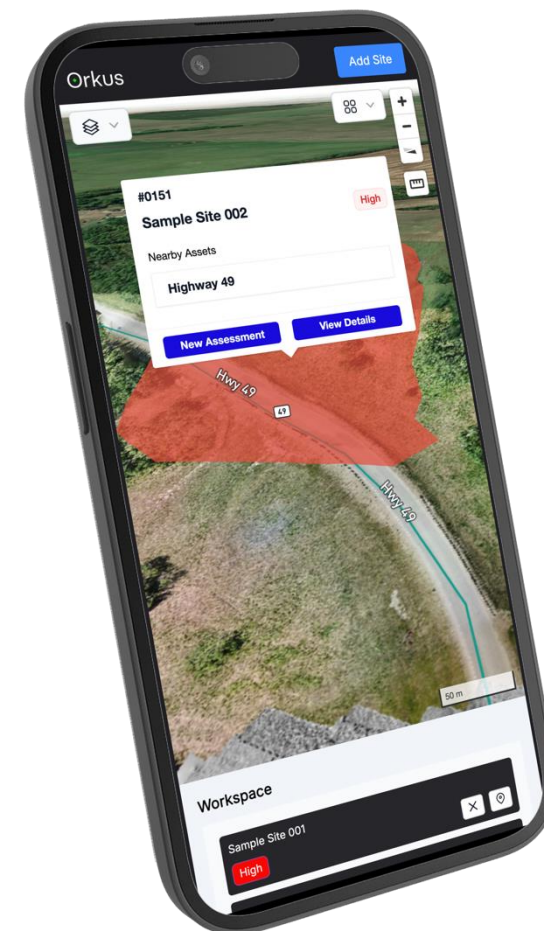 Orkus
Add Site
#0151
High
Sample Site 002
Nearby Assets
Highway 49
New Assessment
View Details
Hwy 49
49
Hwy 49
50 m
Workspace
Sample Site 001
High